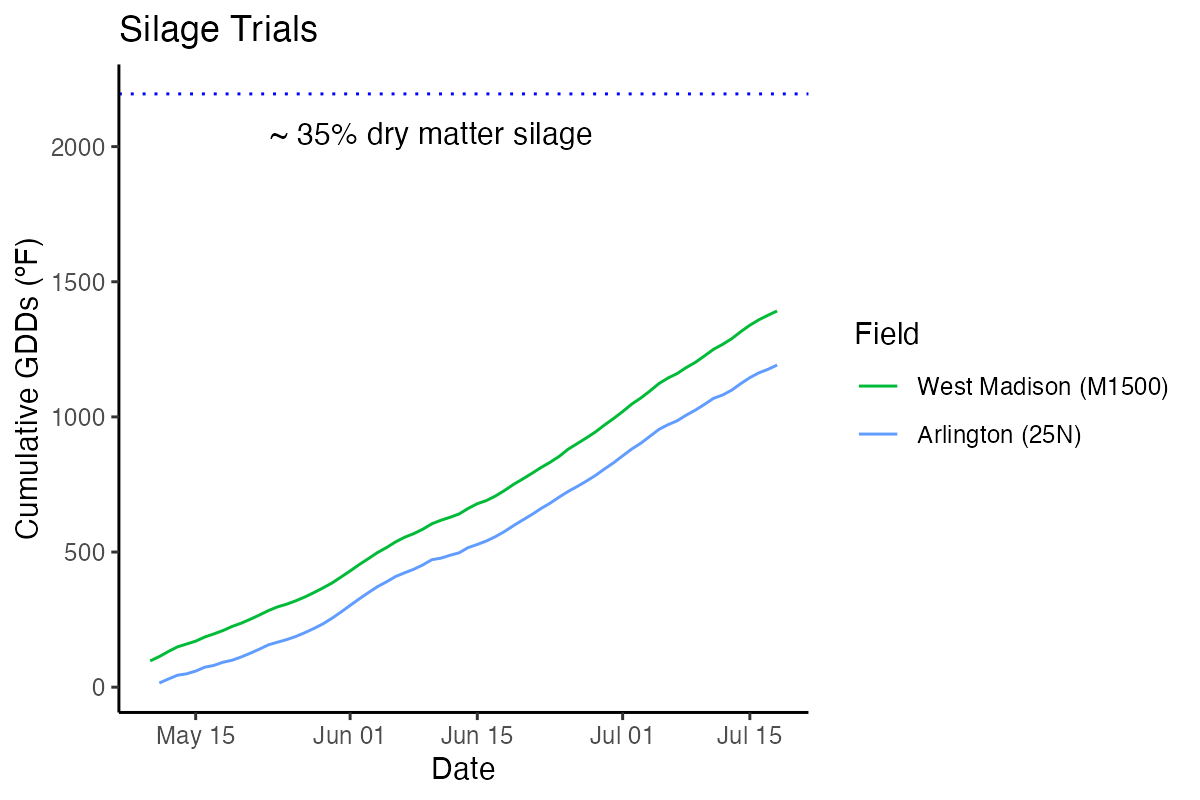 Silage Trials
~ 35% dry matter silage
2000
1500
1000
500
0
Cumulative GDDs (°F)
May 15
Jun 01
Jun 15
Jul 01
Jul 15
Date
Field
West Madison (M1500)
Arlington (25N)